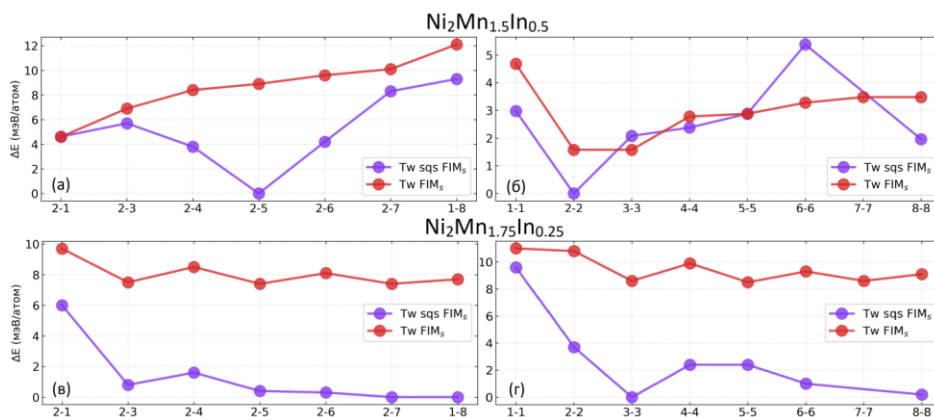 Ni₂Mn₁.₅In₀.₅
ΔE (мэВ/атом)
12
10
8
6
4
2
0
(а)
Tw sqs FIMₛ
Tw FIMₛ
2-1 2-3 2-4 2-5 2-6 2-7 1-8
5
4
3
2
1
0
(б)
Tw sqs FIMₛ
Tw FIMₛ
1-1 2-2 3-3 4-4 5-5 6-6 7-7 8-8
Ni₂Mn₁.₇₅In₀.₂₅
ΔE (мэВ/атом)
10
8
6
4
2
0
(в)
Tw sqs FIMₛ
Tw FIMₛ
2-1 2-3 2-4 2-5 2-6 2-7 1-8
10
8
6
4
2
0
(г)
Tw sqs FIMₛ
Tw FIMₛ
1-1 2-2 3-3 4-4 5-5 6-6 7-7 8-8